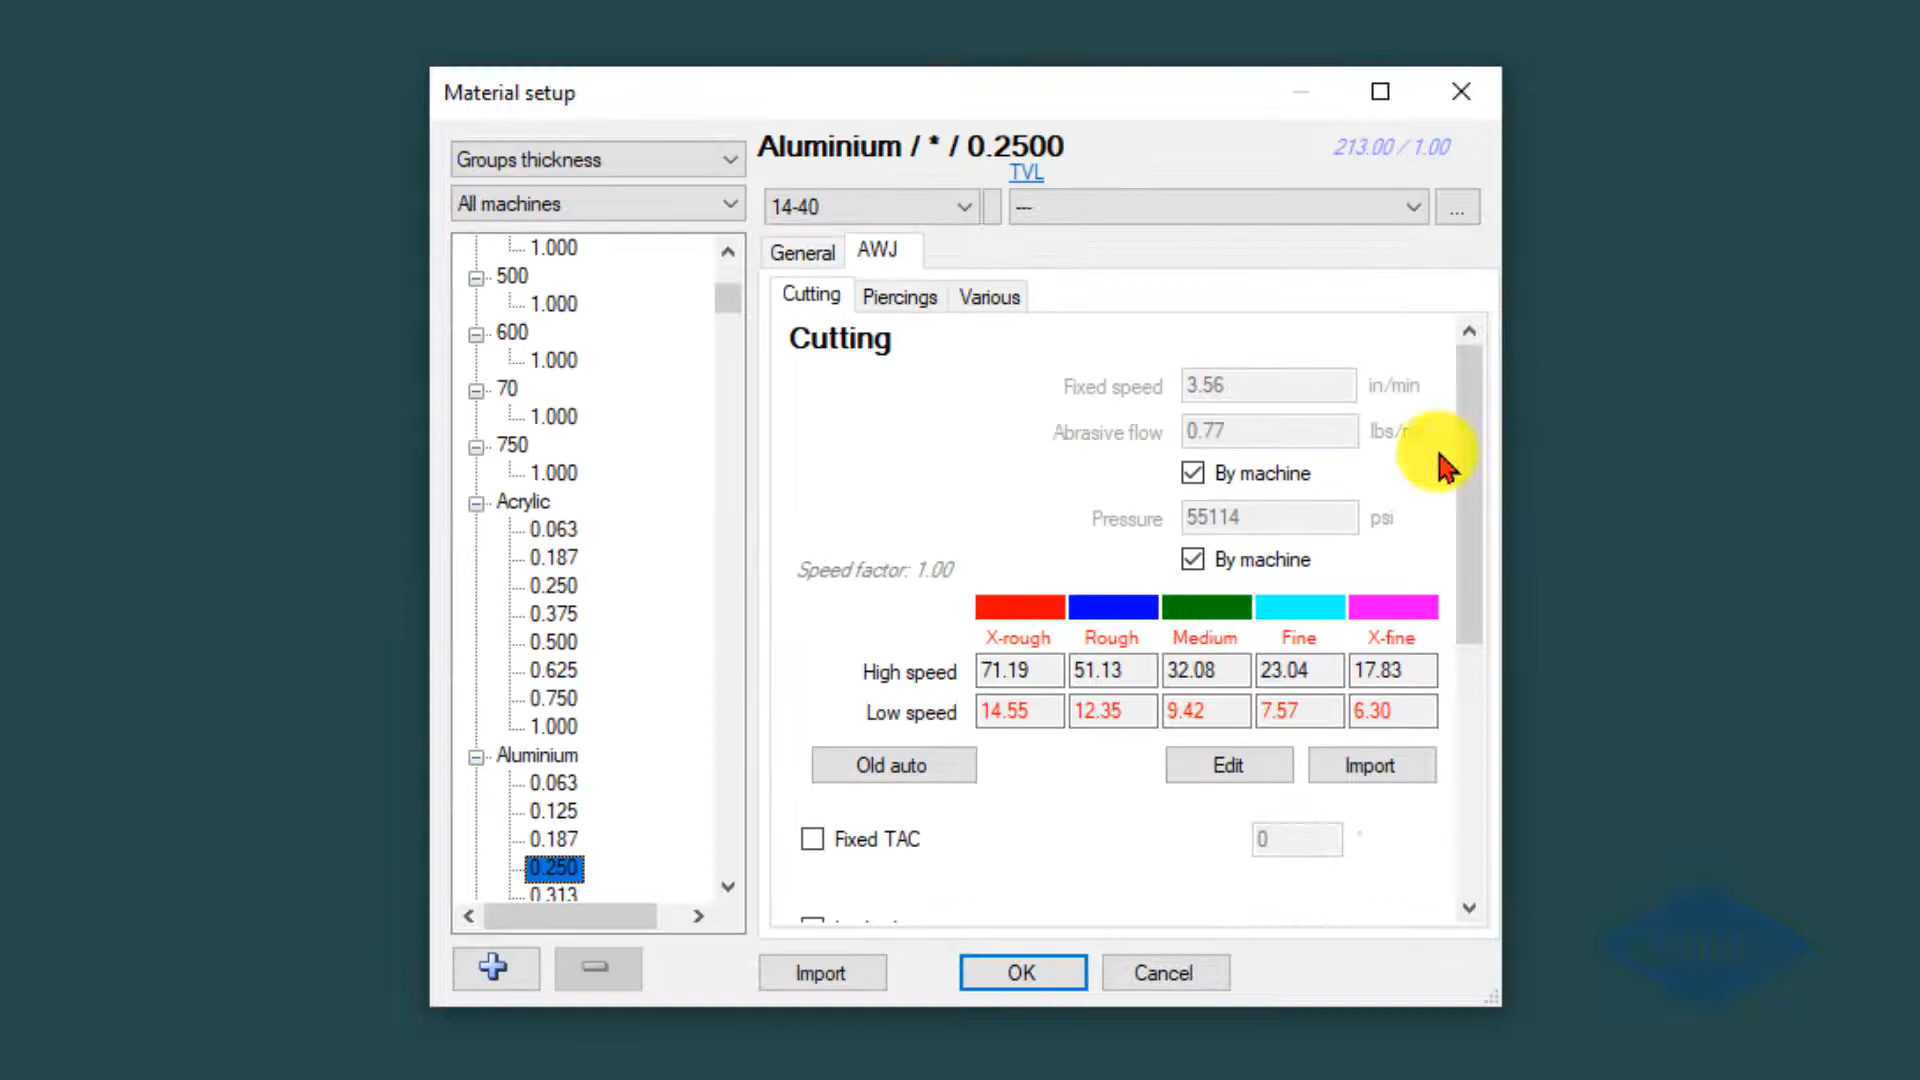 Material setup
Groups thickness
All machines
1.000
500
1.000
600
1.000
70
1.000
750
1.000
Acrylic
0.063
0.187
0.250
0.375
0.500
0.625
0.750
1.000
Aluminium
0.063
0.125
0.187
0.250
0.313
Aluminium / * / 0.2500
213.00 / 1.00
TVL
14-40
---
...
General AWJ
Cutting Piercings Various
Cutting
Fixed speed 3.56 in/min
Abrasive flow 0.77 lbs/
By machine
Pressure 55114 psi
By machine
Speed factor: 1.00
X-rough Rough Medium Fine X-fine
High speed 71.19 51.13 32.08 23.04 17.83
Low speed 14.55 12.35 9.42 7.57 6.30
Old auto Edit Import
Fixed TAC 0 °
Import OK Cancel